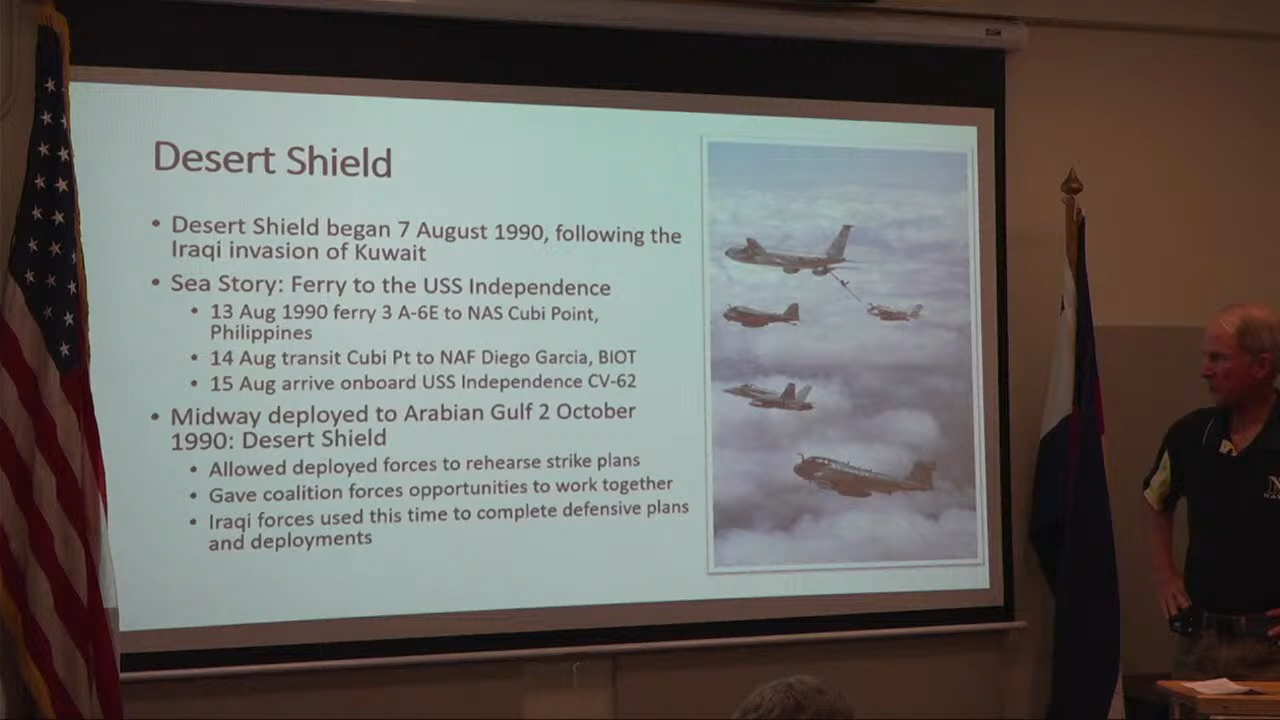 Desert Shield
• Desert Shield began 7 August 1990, following the
Iraqi invasion of Kuwait
• Sea Story: Ferry to the USS Independence
• 13 Aug 1990 ferry 3 A-6E to NAS Cubi Point,
Philippines
• 14 Aug transit Cubi Pt to NAF Diego Garcia, BIOT
• 15 Aug arrive onboard USS Independence CV-62
• Midway deployed to Arabian Gulf 2 October
1990: Desert Shield
• Allowed deployed forces to rehearse strike plans
• Gave coalition forces opportunities to work together
• Iraqi forces used this time to complete defensive plans
and deployments